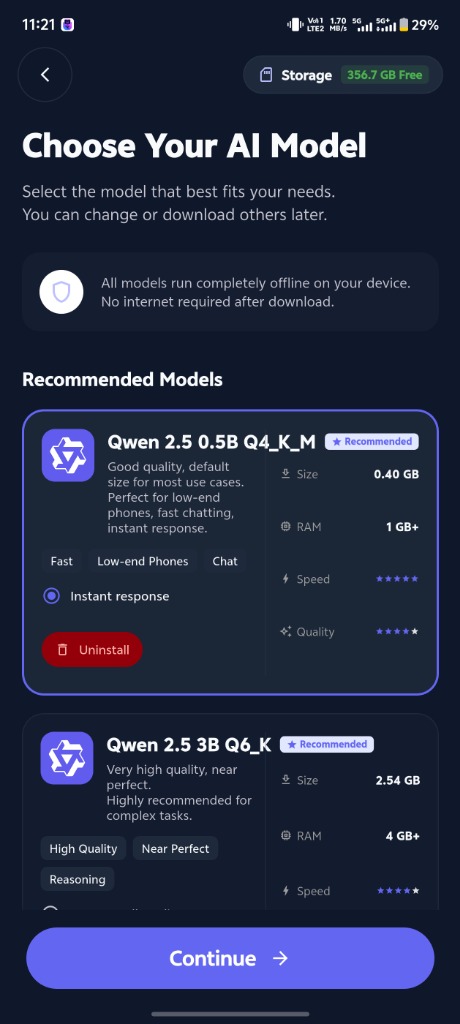 11:21
Vo1 1 LTE2 1.70 MB/s 5G 5G+ 29%
Storage 356.7 GB Free
Choose Your AI Model
Select the model that best fits your needs.
You can change or download others later.
All models run completely offline on your device.
No internet required after download.
Recommended Models
Qwen 2.5 0.5B Q4_K_M
★ Recommended
Good quality, default
size for most use cases.
Perfect for low-end
phones, fast chatting,
instant response.
Fast Low-end Phones Chat
Instant response
Uninstall
Size 0.40 GB
RAM 1 GB+
Speed ★★★★★
Quality ★★★★★
Qwen 2.5 3B Q6_K
★ Recommended
Very high quality, near
perfect.
Highly recommended for
complex tasks.
High Quality Near Perfect
Reasoning
Size 2.54 GB
RAM 4 GB+
Speed ★★★★★
Continue →